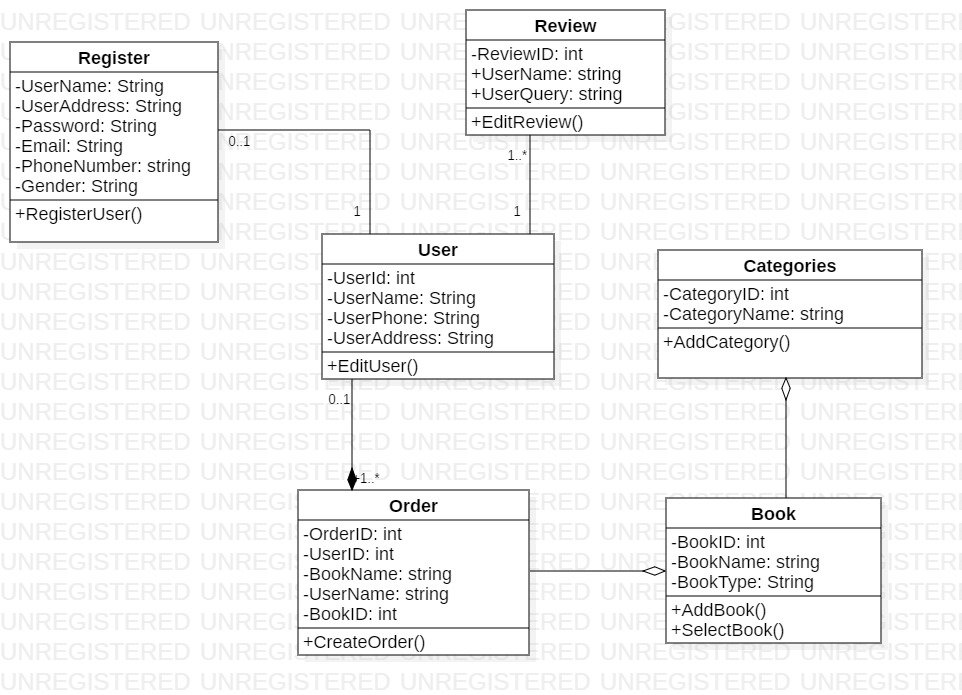 Register
-UserName: String
-UserAddress: String
-Password: String
-Email: String
-PhoneNumber: string
-Gender: String
+RegisterUser()
Review
-ReviewID: int
+UserName: string
+UserQuery: string
+EditReview()
0..1
1
1..*
1
User
-UserId: int
-UserName: String
-UserPhone: String
-UserAddress: String
+EditUser()
Categories
-CategoryID: int
-CategoryName: string
+AddCategory()
0..1
+1..*
Order
-OrderID: int
-UserID: int
-BookName: string
-UserName: string
-BookID: int
+CreateOrder()
Book
-BookID: int
-BookName: string
-BookType: String
+AddBook()
+SelectBook()
UNREGISTERED